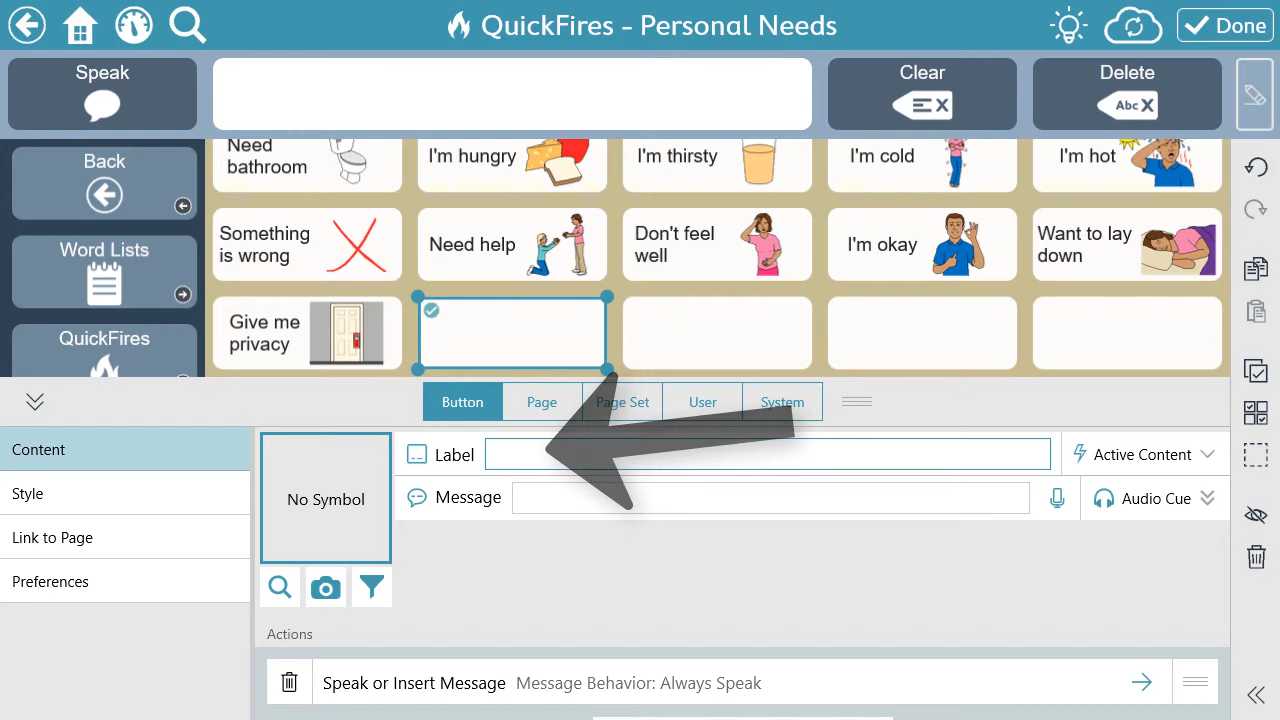 QuickFires - Personal Needs
Done
Speak
Clear
Delete
Abc X
Back
Need
bathroom
I'm hungry
I'm thirsty
I'm cold
I'm hot
Word Lists
Something
is wrong
Need help
Don't feel
well
I'm okay
Want to lay
down
QuickFires
Give me
privacy
Button
Page
Page Set
User
System
Content
Style
Link to Page
Preferences
No Symbol
Label
Active Content
Message
Audio Cue
Actions
Speak or Insert Message Message Behavior: Always Speak